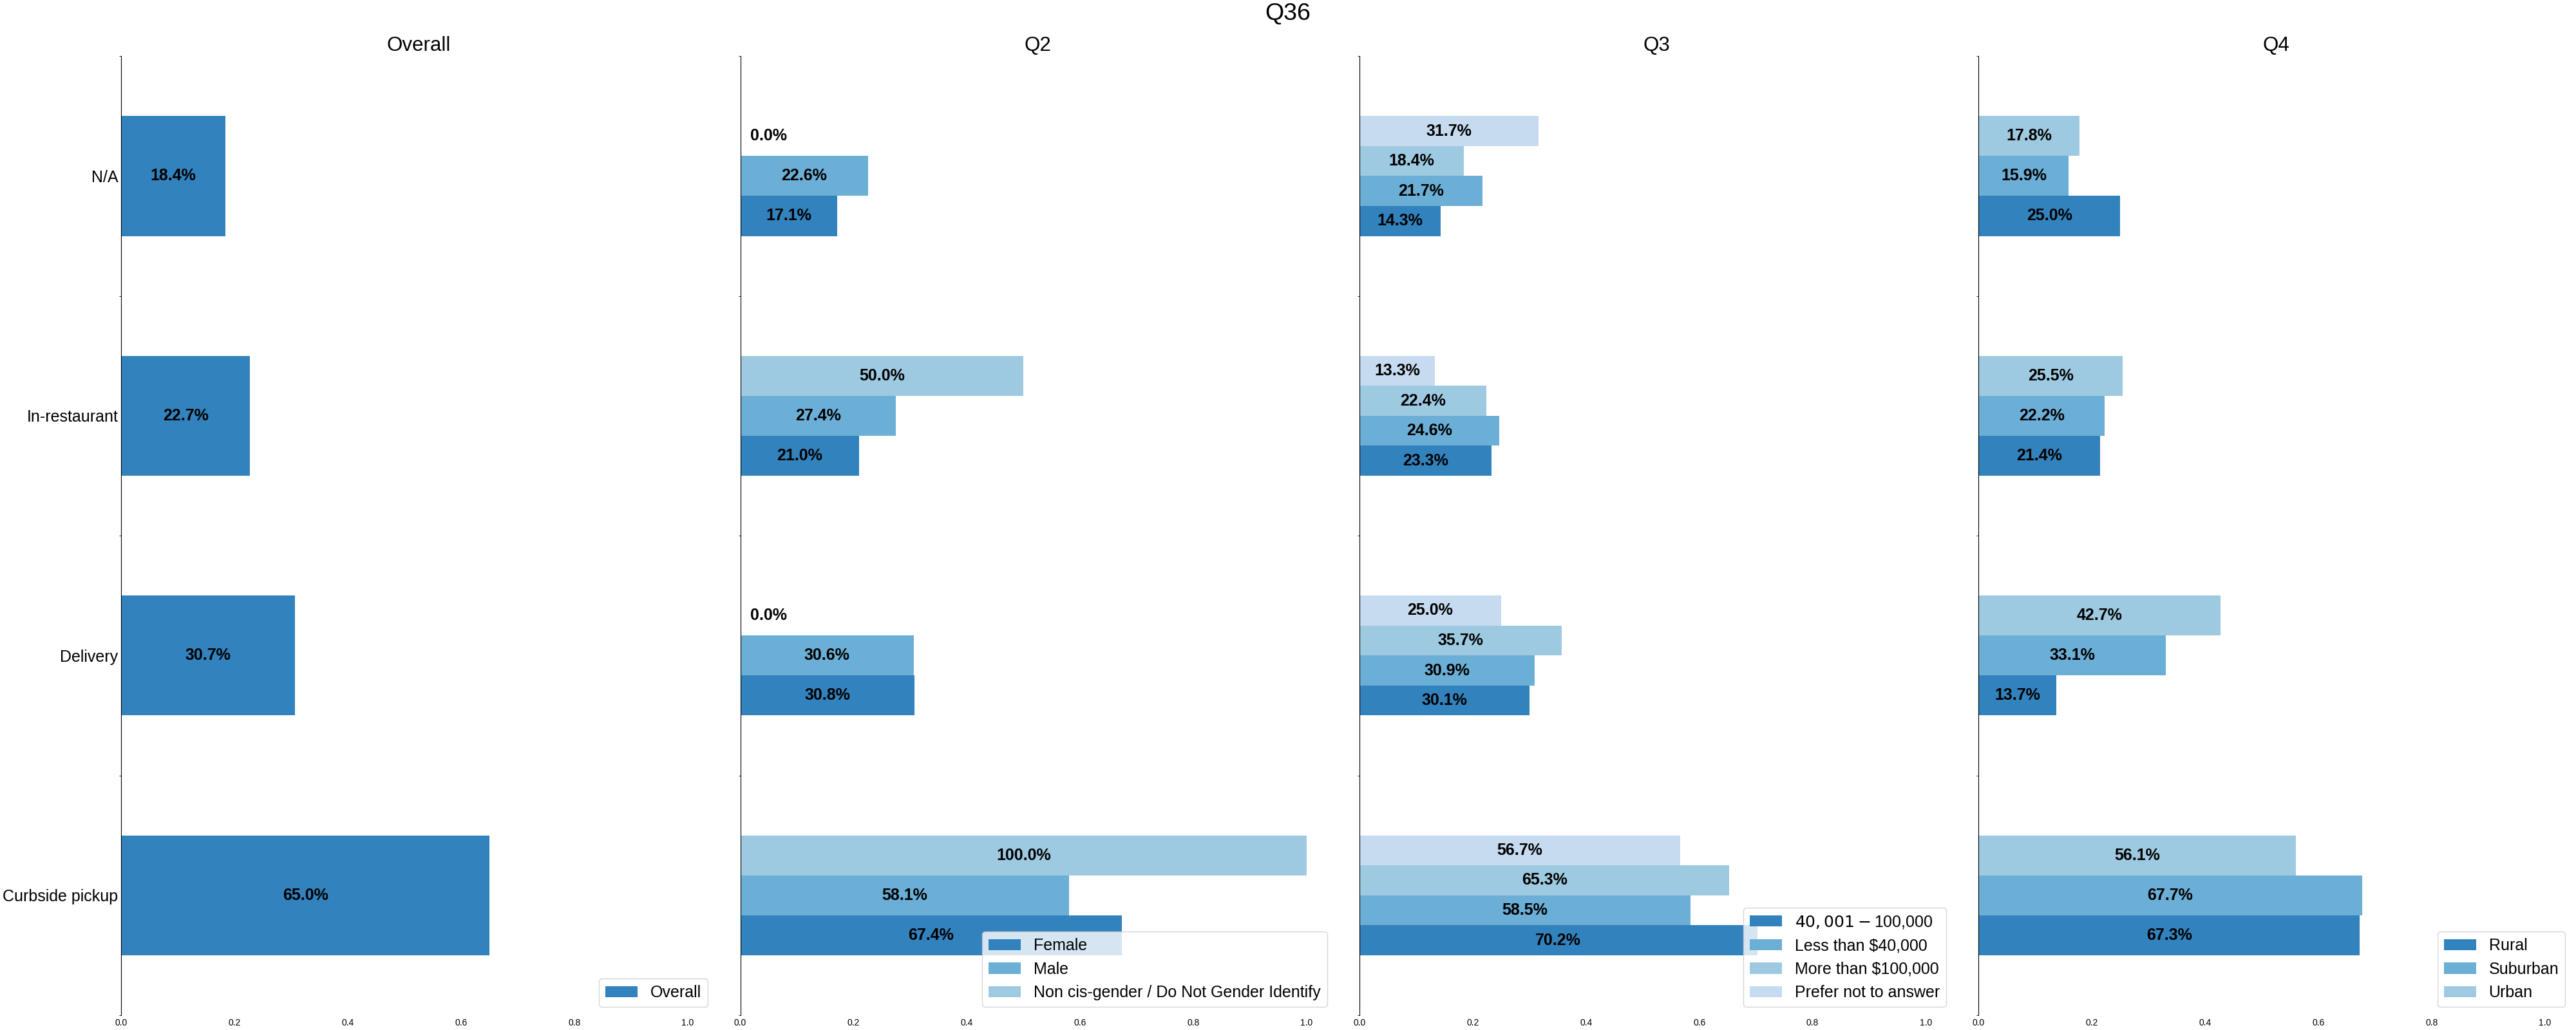 Q36
Overall
N/A
In-restaurant
Delivery
Curbside pickup
18.4%
22.7%
30.7%
65.0%
Overall
0.0 0.2 0.4 0.6 0.8 1.0
Q2
0.0%
22.6%
17.1%
50.0%
27.4%
21.0%
0.0%
30.6%
30.8%
100.0%
58.1%
67.4%
Female
Male
Non cis-gender / Do Not Gender Identify
0.0 0.2 0.4 0.6 0.8 1.0
Q3
31.7%
18.4%
21.7%
14.3%
13.3%
22.4%
24.6%
23.3%
25.0%
35.7%
30.9%
30.1%
56.7%
65.3%
58.5%
70.2%
40,001−100,000
Less than $40,000
More than $100,000
Prefer not to answer
0.0 0.2 0.4 0.6 0.8 1.0
Q4
17.8%
15.9%
25.0%
25.5%
22.2%
21.4%
42.7%
33.1%
13.7%
56.1%
67.7%
67.3%
Rural
Suburban
Urban
0.0 0.2 0.4 0.6 0.8 1.0